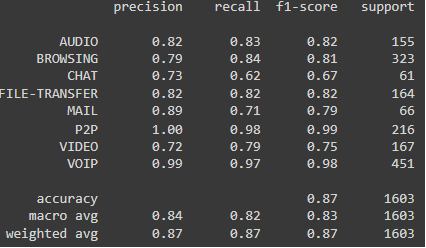 precision recall f1-score support
AUDIO 0.82 0.83 0.82 155
BROWSING 0.79 0.84 0.81 323
CHAT 0.73 0.62 0.67 61
FILE-TRANSFER 0.82 0.82 0.82 164
MAIL 0.89 0.71 0.79 66
P2P 1.00 0.98 0.99 216
VIDEO 0.72 0.79 0.75 167
VOIP 0.99 0.97 0.98 451
accuracy 0.87 1603
macro avg 0.84 0.82 0.83 1603
weighted avg 0.87 0.87 0.87 1603